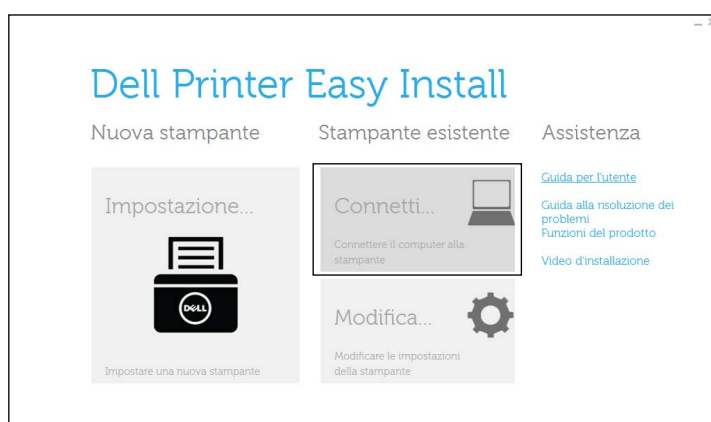 Dell Printer Easy Install
Nuova stampante
Stampante esistente
Assistenza
Impostazione...
DELL
Impostare una nuova stampante
Connetti...
Connettere il computer alla
stampante
Modifica...
Modificare le impostazioni
della stampante
Guida per l'utente
Guida alla risoluzione dei
problemi
Funzioni del prodotto
Video d'installazione